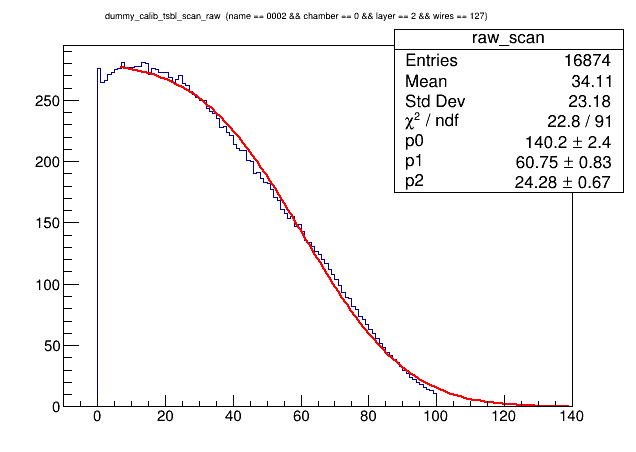 dummy_calib_tsbl_scan_raw (name == 0002 && chamber == 0 && layer == 2 && wires == 127)
raw_scan
Entries 16874
Mean 34.11
Std Dev 23.18
χ² / ndf 22.8 / 91
p0 140.2 ± 2.4
p1 60.75 ± 0.83
p2 24.28 ± 0.67
250
200
150
100
50
0
0 20 40 60 80 100 120 140